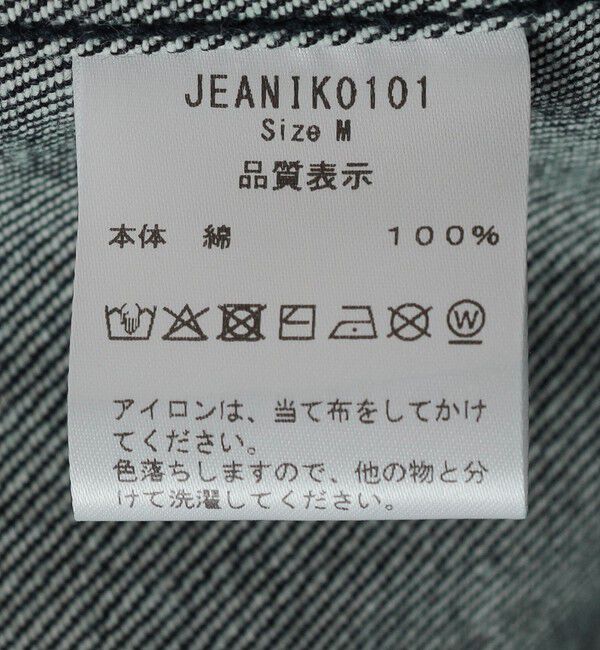 JEANIK0101
Size M
品質表示
本体 綿 100%
W
アイロンは、当て布をしてかけ
てください。
色落ちしますので、他の物と分
けて洗濯してください。